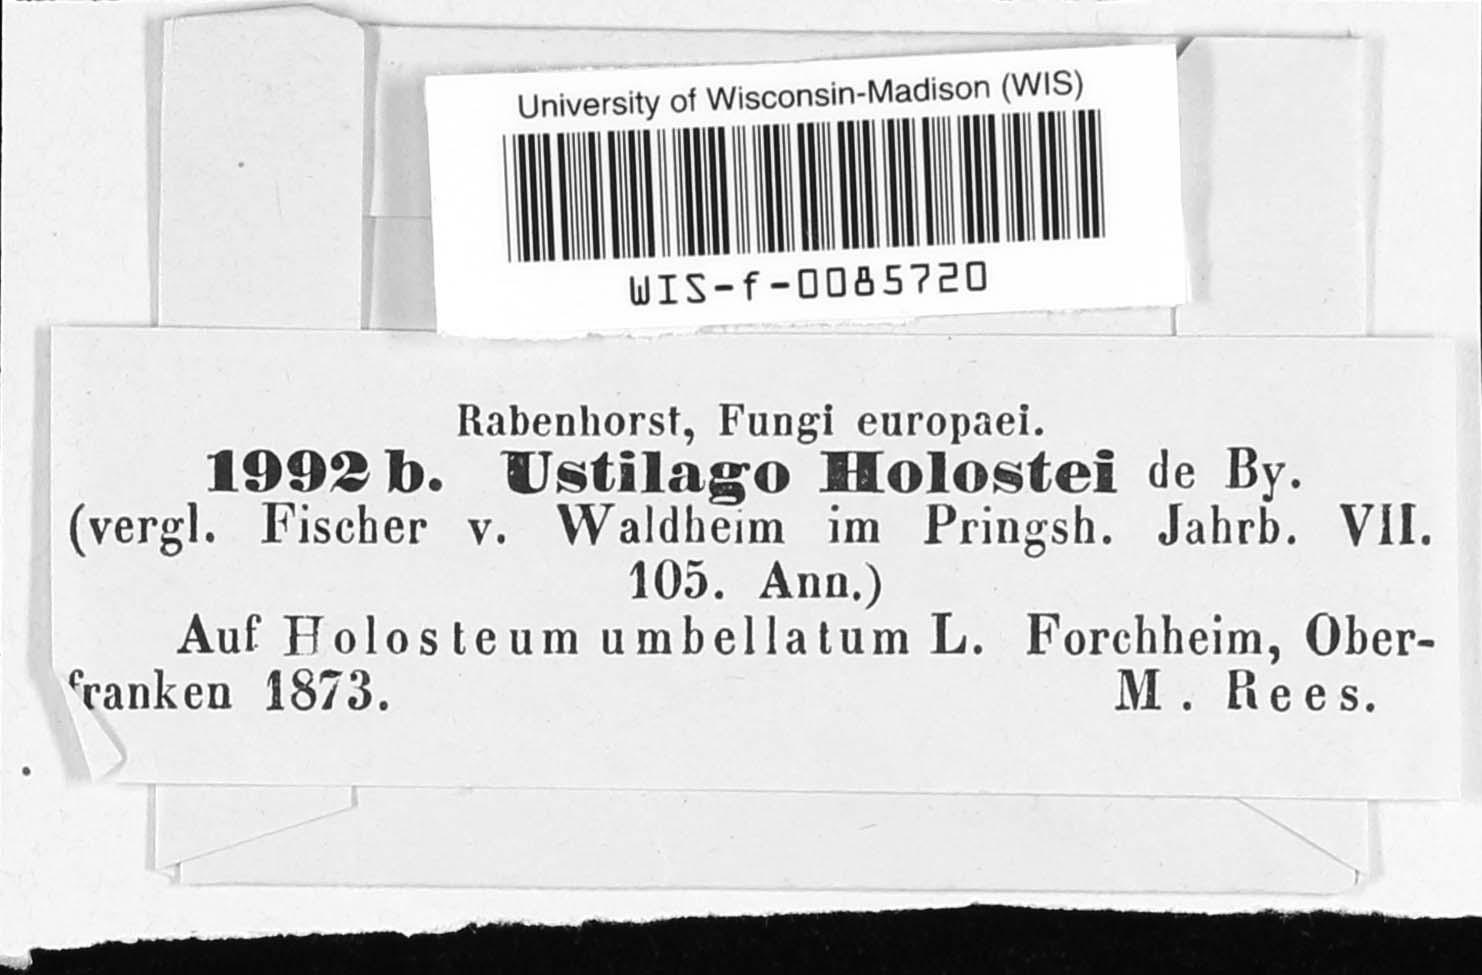 University of Wisconsin-Madison (WIS)
WIS-f-0085720
Rabenhorst, Fungi europaei.
1992 b. Ustilago Holostei de By.
(vergl. Fischer v. Waldheim im Pringsh. Jahrb. VII.
105. Ann.)
Auf Holosteum umbellatum L. Forchheim, Ober-
franken 1873. M. Rees.